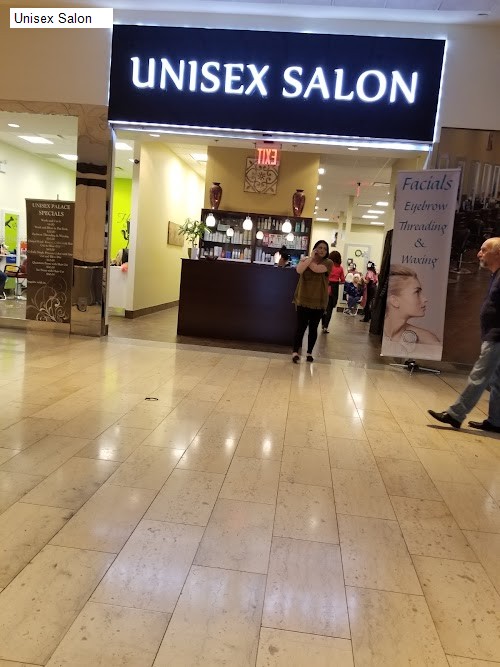 Unisex Salon
UNISEX SALON
EXIT
UNISEX PALACE
SPECIALS
Facials
Eyebrow
Threading
&
Waxing